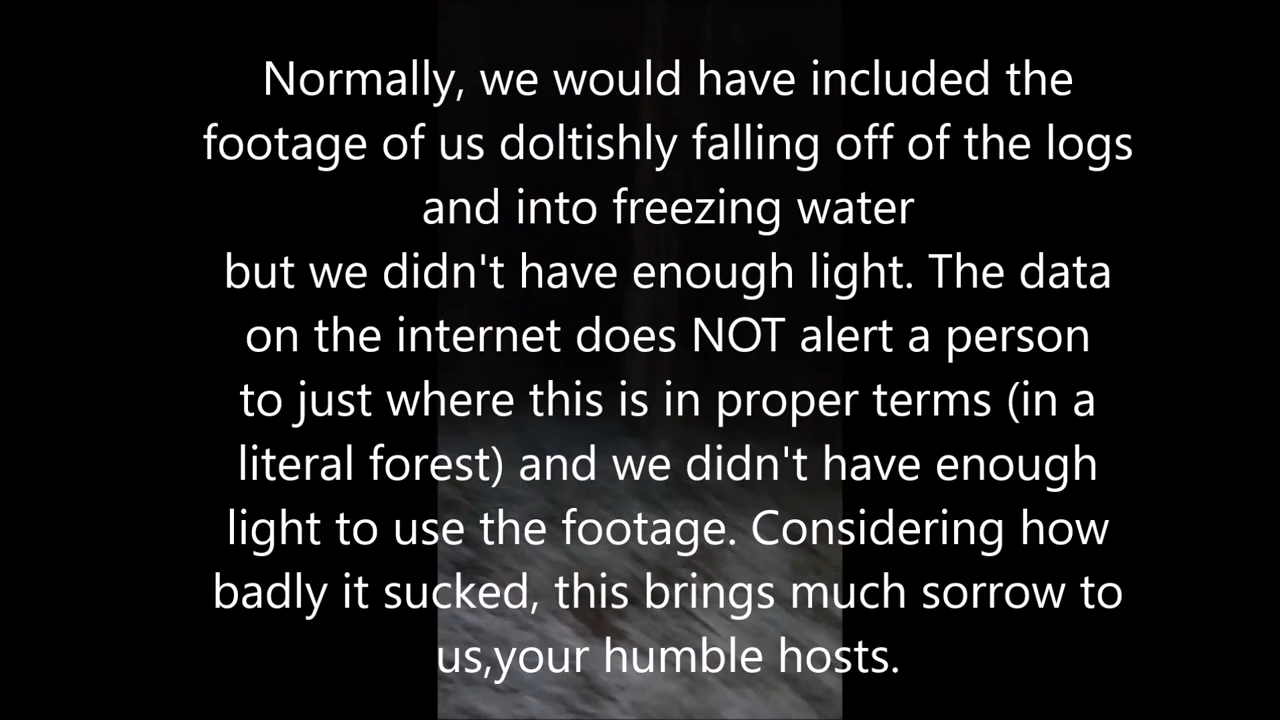 Normally, we would have included the
footage of us doltishly falling off of the logs
and into freezing water
but we didn't have enough light. The data
on the internet does NOT alert a person
to just where this is in proper terms (in a
literal forest) and we didn't have enough
light to use the footage. Considering how
badly it sucked, this brings much sorrow to
us,your humble hosts.